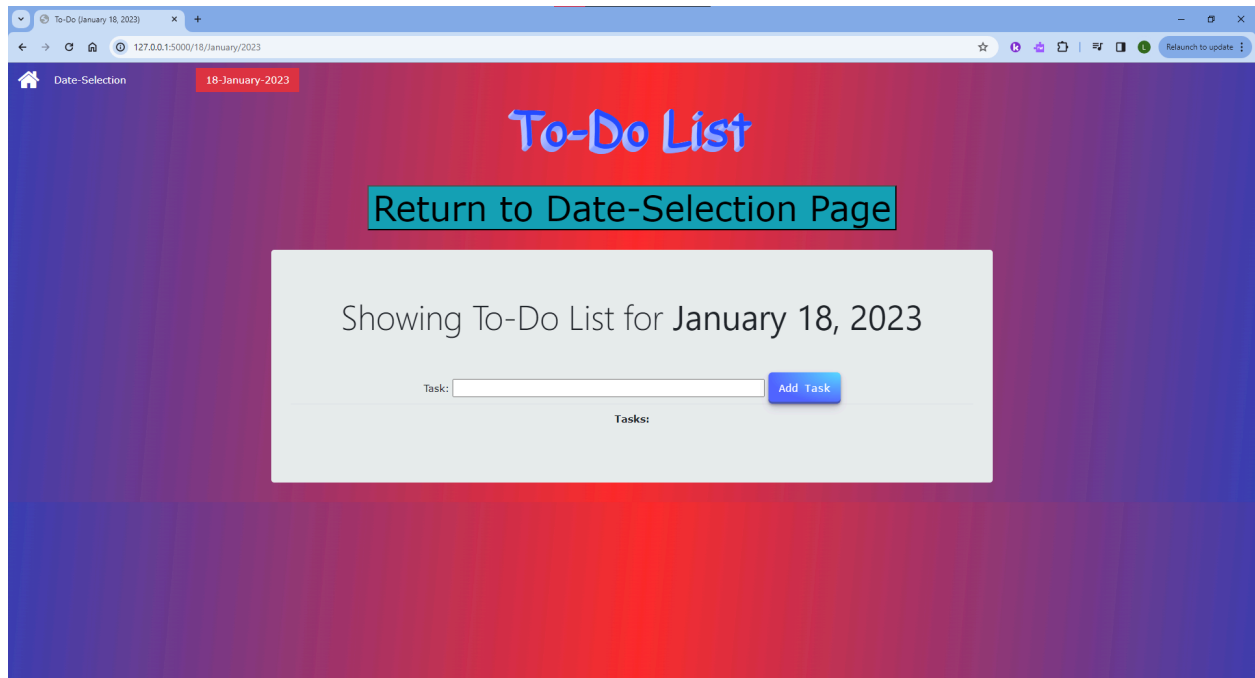 To-Do (January 18, 2023)
127.0.0.1:5000/18/January/2023
Relaunch to update
Date-Selection
18-January-2023
To-Do List
Return to Date-Selection Page
Showing To-Do List for January 18, 2023
Task:
Add Task
Tasks: